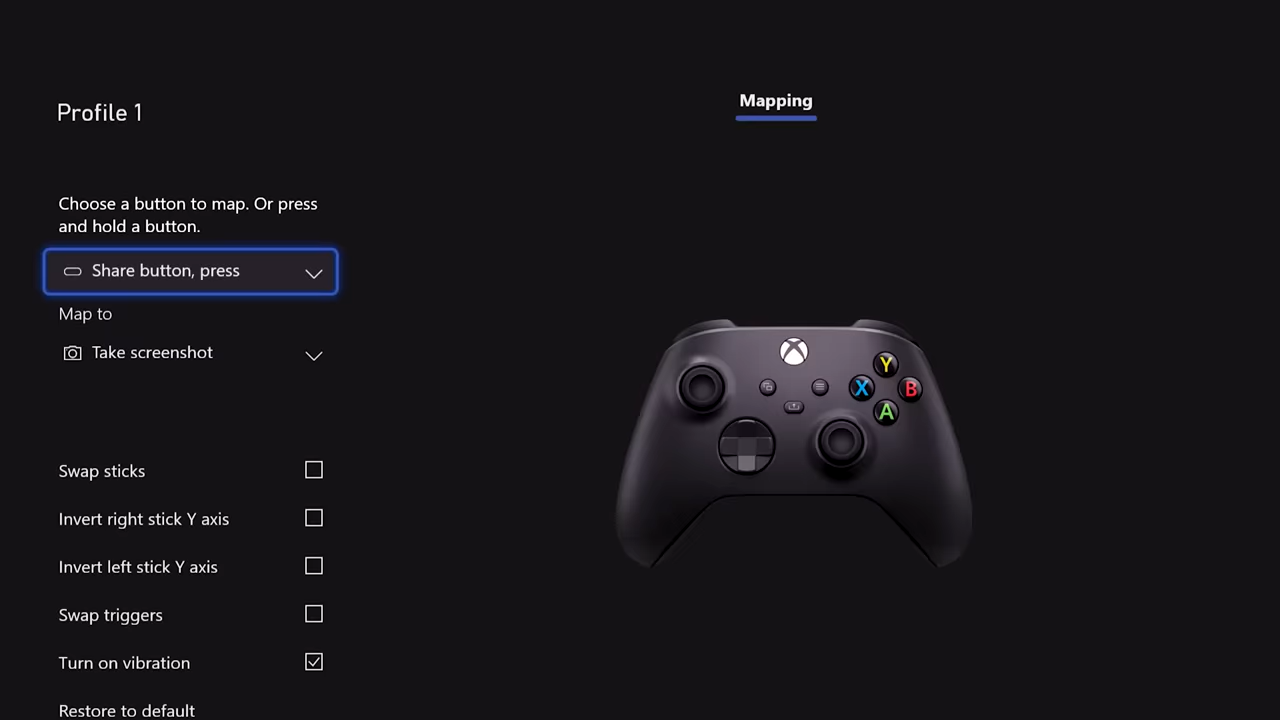 Profile 1
Mapping
Choose a button to map. Or press
and hold a button.
Share button, press
Map to
Take screenshot
Y
X
B
A
Swap sticks
Invert right stick Y axis
Invert left stick Y axis
Swap triggers
Turn on vibration
Restore to default